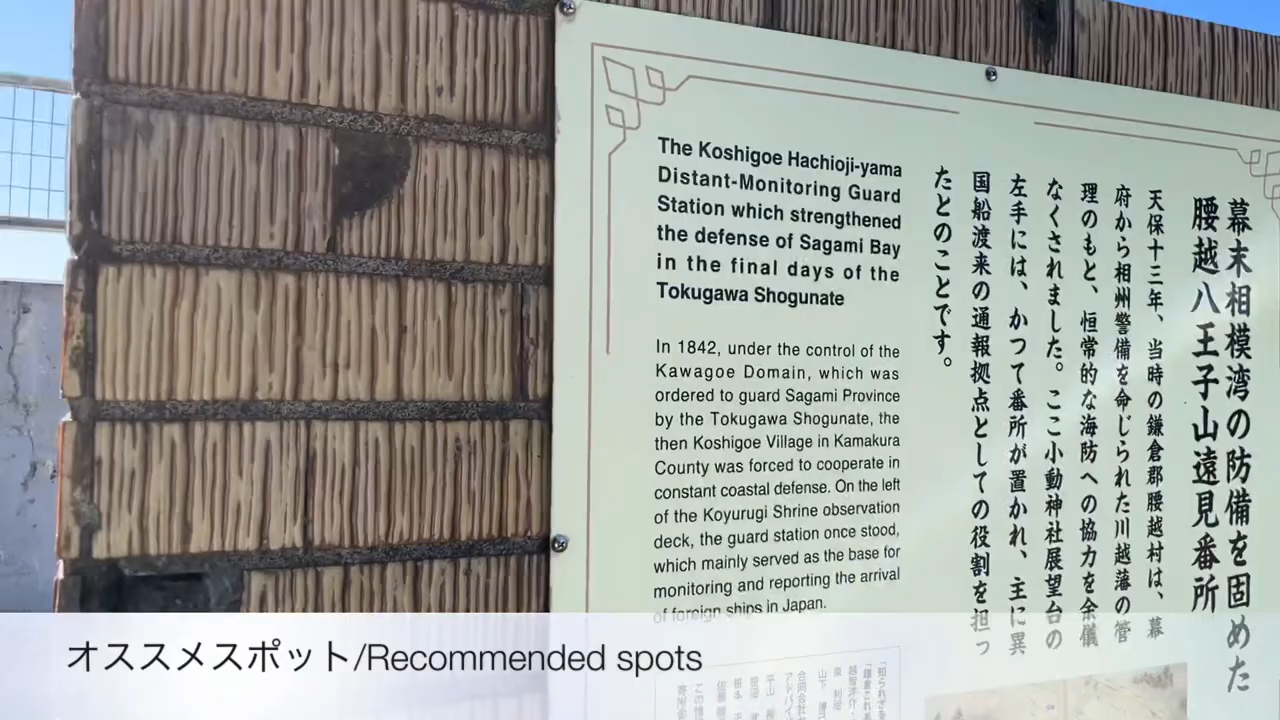 The Koshigoe Hachioji-yama
Distant-Monitoring Guard
Station which strengthened
the defense of Sagami Bay
in the final days of the
Tokugawa Shogunate
In 1842, under the control of the
Kawagoe Domain, which was
ordered to guard Sagami Province
by the Tokugawa Shogunate, the
then Koshigoe Village in Kamakura
County was forced to cooperate in
constant coastal defense. On the left
of the Koyurugi Shrine observation
deck, the guard station once stood,
which mainly served as the base for
monitoring and reporting the arrival
of foreign ships in Japan.
幕末相模湾の防備を固めた
腰越八王子山遠見番所
天保十三年、当時の鎌倉郡腰越村は、幕
府から相州警備を命じられた川越藩の管
理のもと、恒常的な海防への協力を余儀
なくされました。ここ小動神社展望台の
左手には、かつて番所が置かれ、主に異
国船渡来の通報拠点としての役割を担っ
たとのことです。
オススメスポット/Recommended spots